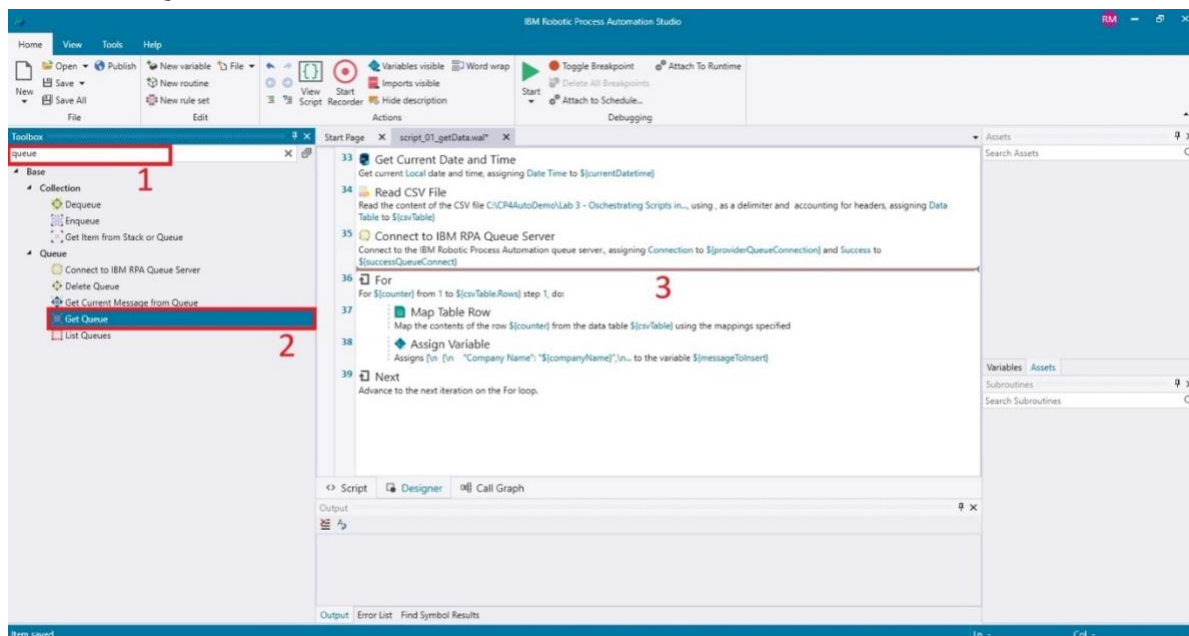 IBM Robotic Process Automation Studio
RM
Home View Tools Help
New
Open Publish
Save
Save All
File
New variable File
New routine
New rule set
Edit
View Script
Start Recorder
Variables visible Word wrap
Imports visible
Hide description
Actions
Start
Toggle Breakpoint Attach To Runtime
Delete All Breakpoints
Attach to Schedule...
Debugging
Toolbox
queue
1
Base
Collection
Dequeue
Enqueue
Get Item from Stack or Queue
Queue
Connect to IBM RPA Queue Server
Delete Queue
Get Current Message from Queue
Get Queue
List Queues
2
Start Page script_01_getData.wal*
33 Get Current Date and Time
Get current Local date and time, assigning Date Time to ${currentDatetime}
34 Read CSV File
Read the content of the CSV file C:\CP4AutoDemo\Lab 3 - Oschestrating Scripts in..., using , as a delimiter and accounting for headers, assigning Data
Table to ${csvTable}
35 Connect to IBM RPA Queue Server
Connect to the IBM Robotic Process Automation queue server., assigning Connection to ${providerQueueConnection} and Success to
${successQueueConnect}
3
36 For
For ${counter} from 1 to ${csvTable.Rows} step 1, do:
37 Map Table Row
Map the contents of the row ${counter} from the data table ${csvTable} using the mappings specified
38 Assign Variable
Assigns [\n {\n "Company Name": "${companyName}",\n... to the variable ${messageToInsert}
39 Next
Advance to the next iteration on the For loop.
Script Designer Call Graph
Output
Output Error List Find Symbol Results
Assets
Search Assets
Variables Assets
Subroutines
Search Subroutines
Item saved
Ln - Col -